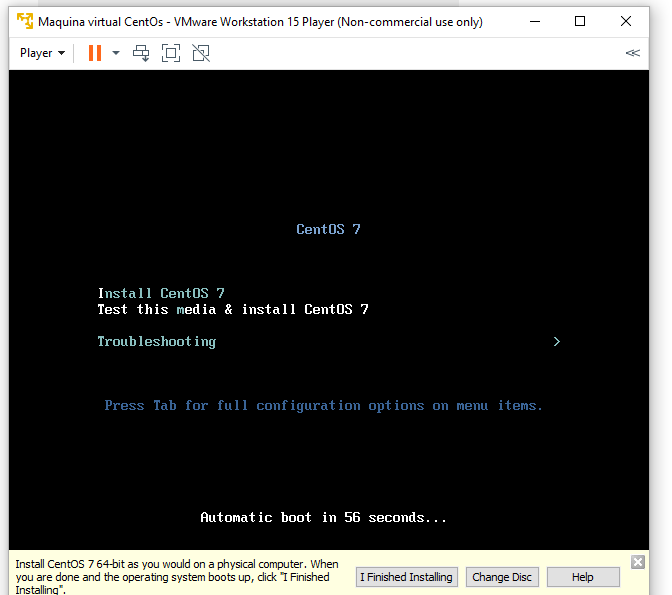 Maquina virtual CentOs - VMware Workstation 15 Player (Non-commercial use only)
Player
CentOS 7
Install CentOS 7
Test this media & install CentOS 7
Troubleshooting >
Press Tab for full configuration options on menu items.
Automatic boot in 56 seconds...
Install CentOS 7 64-bit as you would on a physical computer. When
you are done and the operating system boots up, click "I Finished
Installing".
I Finished Installing
Change Disc
Help